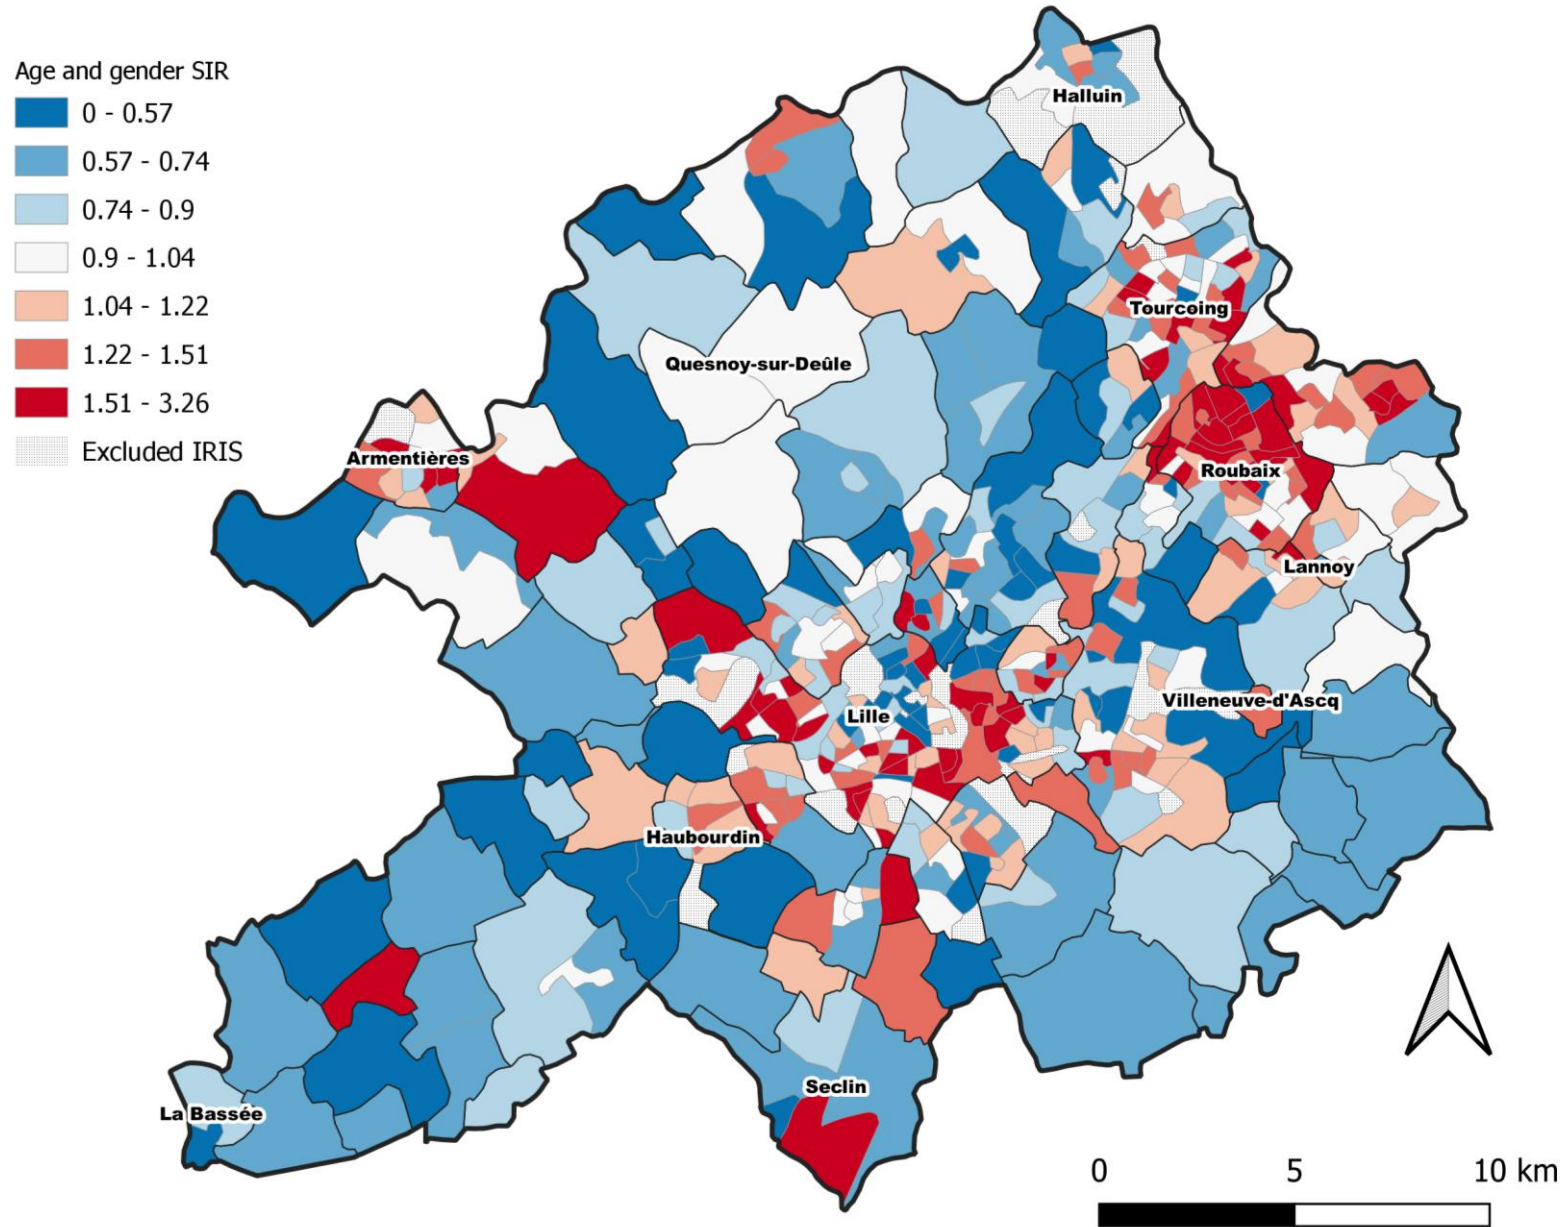 Age and gender SIR
0 - 0.57
0.57 - 0.74
0.74 - 0.9
0.9 - 1.04
1.04 - 1.22
1.22 - 1.51
1.51 - 3.26
Excluded IRIS
Halluin
Tourcoing
Quesnoy-sur-Deûle
Armentières
Roubaix
Lannoy
Villeneuve-d'Ascq
Lille
Haubourdin
Seclin
La Bassée
0 5 10 km